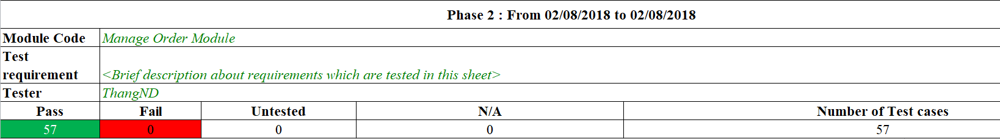 Phase 2 : From 02/08/2018 to 02/08/2018
Module Code Manage Order Module
Test
requirement <Brief description about requirements which are tested in this sheet>
Tester ThangND
Pass Fail Untested N/A Number of Test cases
57 0 0 0 57